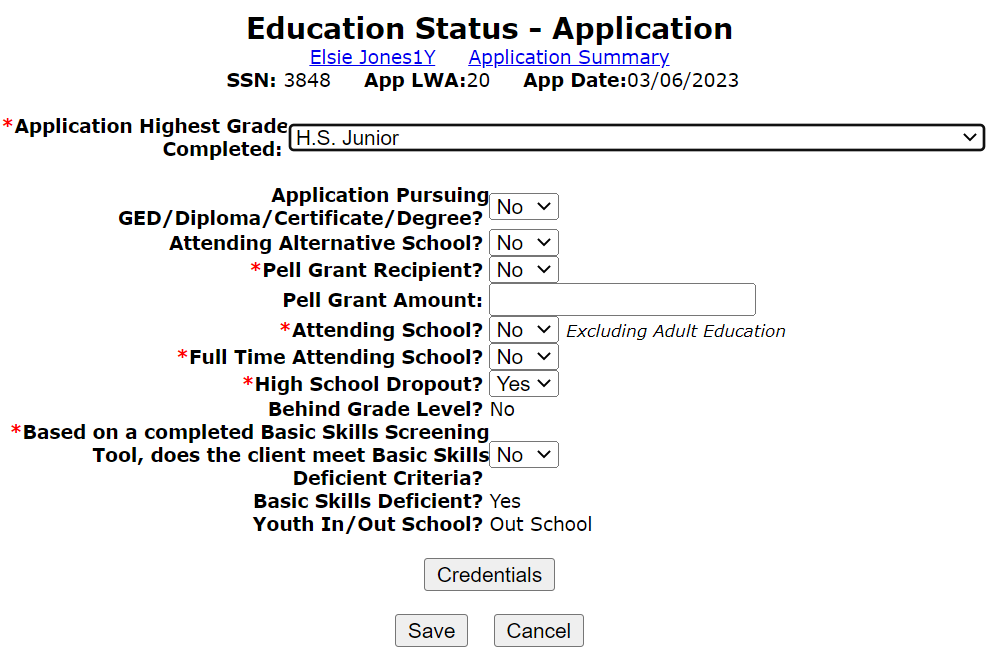 Education Status - Application
Elsie Jones1Y Application Summary
SSN: 3848 App LWA:20 App Date:03/06/2023
*Application Highest Grade
Completed: H.S. Junior
Application Pursuing
GED/Diploma/Certificate/Degree? No
Attending Alternative School? No
*Pell Grant Recipient? No
Pell Grant Amount:
*Attending School? No Excluding Adult Education
*Full Time Attending School? No
*High School Dropout? Yes
Behind Grade Level? No
*Based on a completed Basic Skills Screening
Tool, does the client meet Basic Skills No
Deficient Criteria?
Basic Skills Deficient? Yes
Youth In/Out School? Out School
Credentials
Save Cancel